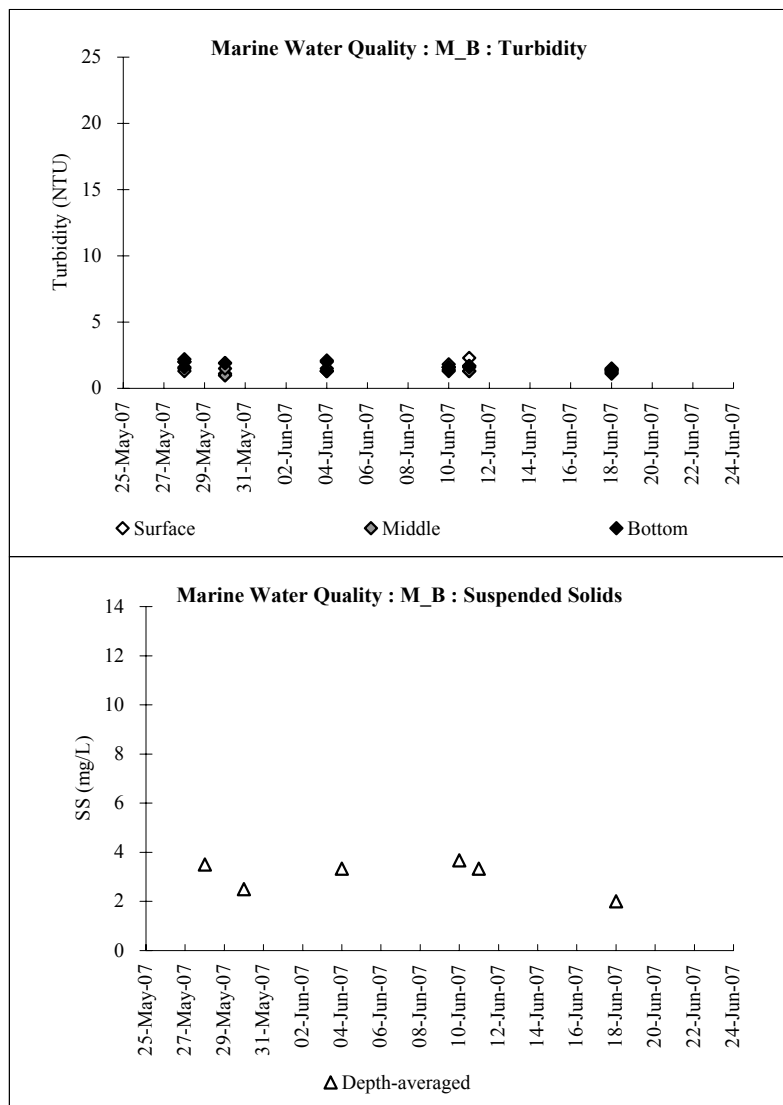 Marine Water Quality : M_B : Turbidity
25
20
15
10
5
0
Turbidity (NTU)
25-May-07
27-May-07
29-May-07
31-May-07
02-Jun-07
04-Jun-07
06-Jun-07
08-Jun-07
10-Jun-07
12-Jun-07
14-Jun-07
16-Jun-07
18-Jun-07
20-Jun-07
22-Jun-07
24-Jun-07
Surface Middle Bottom
Marine Water Quality : M_B : Suspended Solids
14
12
10
8
6
4
2
0
SS (mg/L)
25-May-07
27-May-07
29-May-07
31-May-07
02-Jun-07
04-Jun-07
06-Jun-07
08-Jun-07
10-Jun-07
12-Jun-07
14-Jun-07
16-Jun-07
18-Jun-07
20-Jun-07
22-Jun-07
24-Jun-07
Depth-averaged